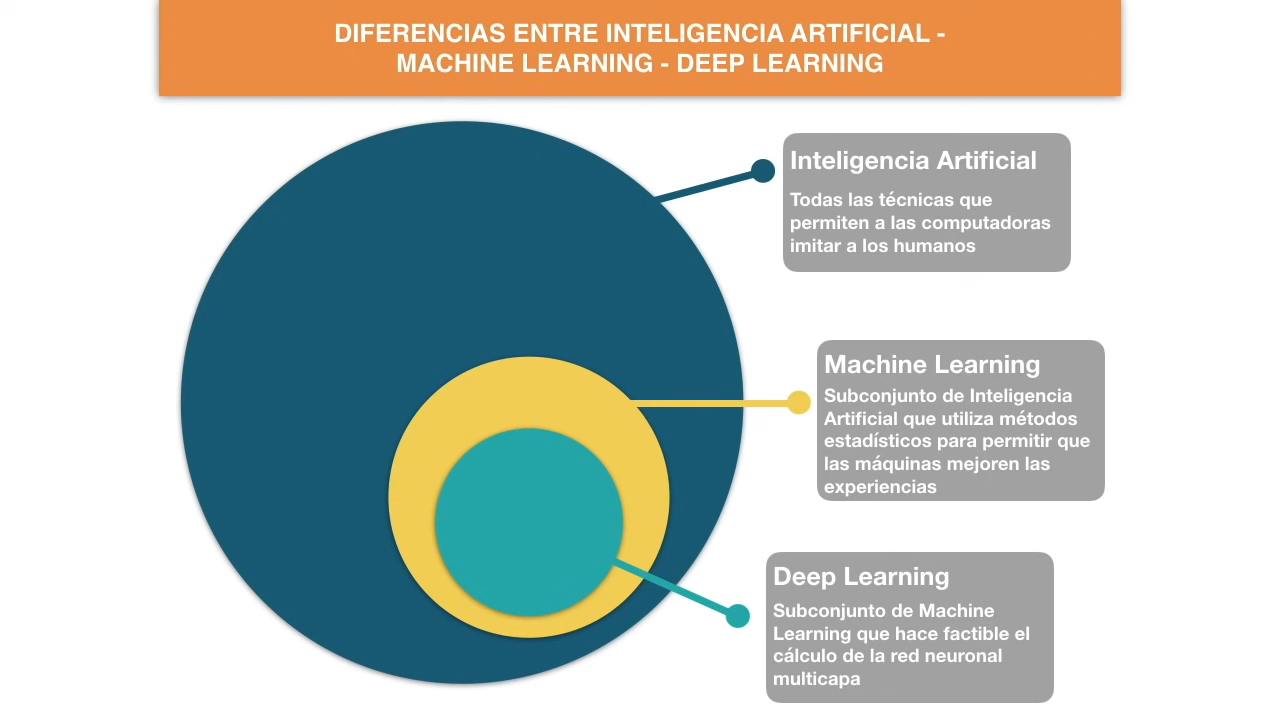 DIFERENCIAS ENTRE INTELIGENCIA ARTIFICIAL -
MACHINE LEARNING - DEEP LEARNING
Inteligencia Artificial
Todas las técnicas que
permiten a las computadoras
imitar a los humanos
Machine Learning
Subconjunto de Inteligencia
Artificial que utiliza métodos
estadísticos para permitir que
las máquinas mejoren las
experiencias
Deep Learning
Subconjunto de Machine
Learning que hace factible el
cálculo de la red neuronal
multicapa